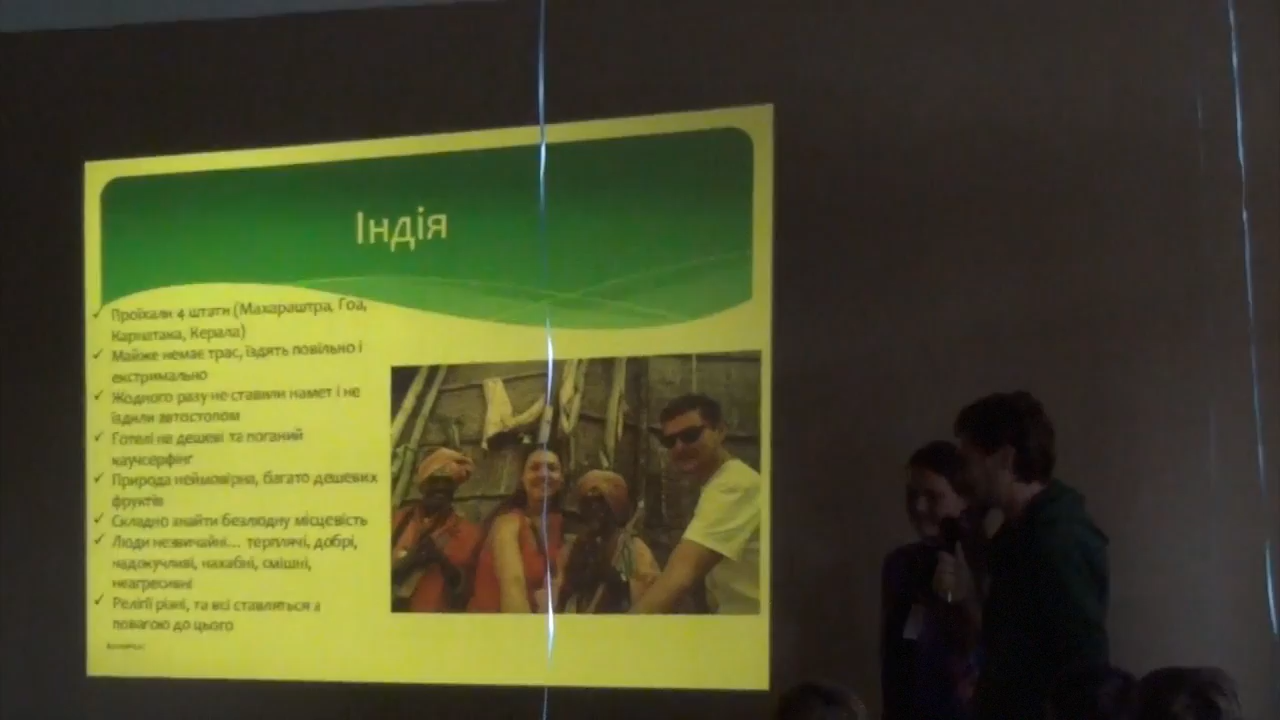 Індія
Проїхали 4 штати (Махараштра, Гоа,
Карнатака, Керала)
Майже немає трас, їздять повільно і
екстримально
Жодного разу не ставили намет і не
їздили автостопом
Готелі на дешеві та поганий
каучсерфінг
Природа неймовірна, багато дешевих
фруктів
Складно знайти безлюдну місцевість
Люди незвичайні... терплячі, добрі,
надокучливі, нахабні, смішні,
неагресивні
Релігії різні, та всі ставляться з
повагою до цього